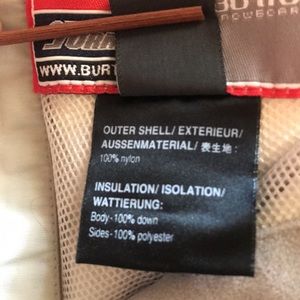 WWW.BURT
OUTER SHELL/ EXTERIEUR/
AUSSENMATERIAL/ 表生地:
100% nylon
INSULATION/ ISOLATION/
WATTIERUNG:
Body-100% down
Sides-100% polyester